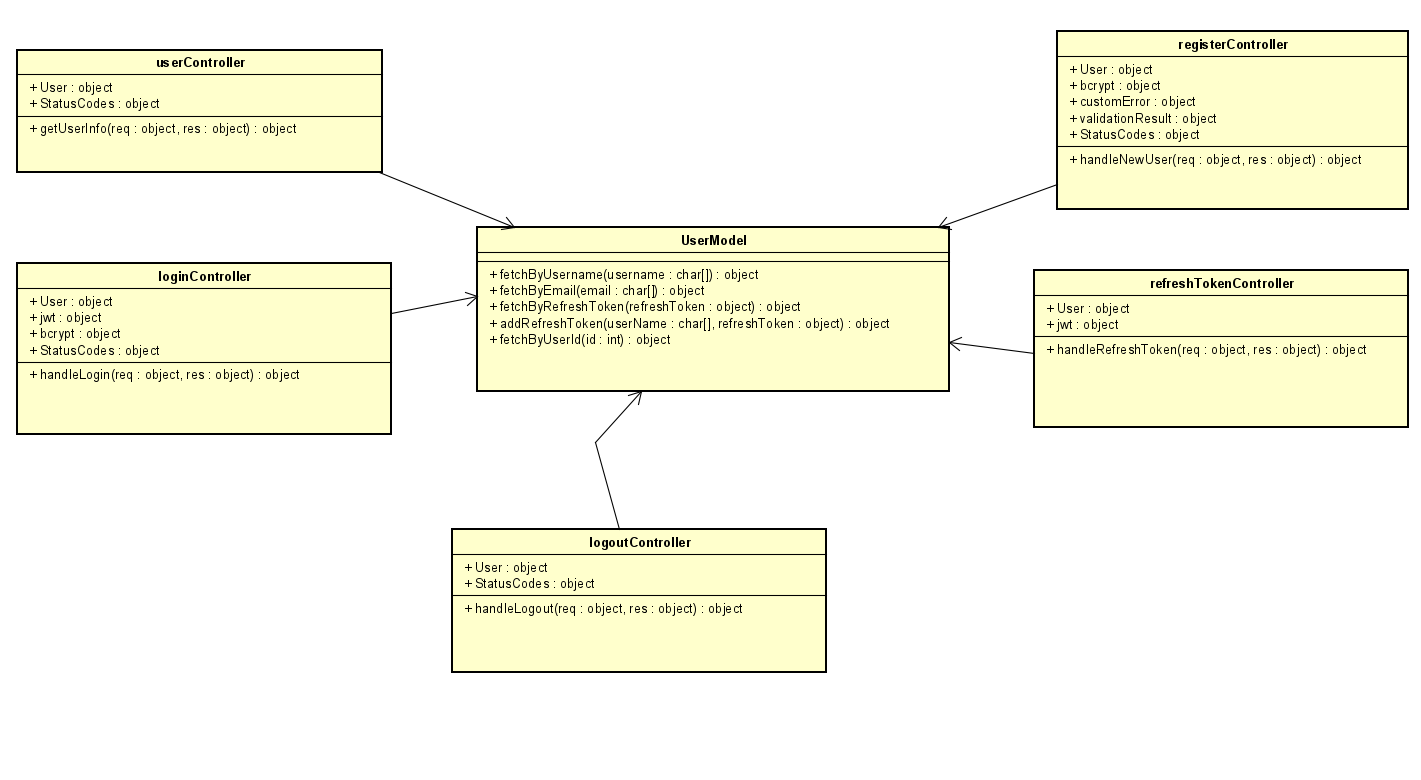 userController
+ User : object
+ StatusCodes : object
+ getUserInfo(req : object, res : object) : object
registerController
+ User : object
+ bcrypt : object
+ customError : object
+ validationResult : object
+ StatusCodes : object
+ handleNewUser(req : object, res : object) : object
UserModel
+ fetchByUsername(username : char[]) : object
+ fetchByEmail(email : char[]) : object
+ fetchByRefreshToken(refreshToken : object) : object
+ addRefreshToken(userName : char[], refreshToken : object) : object
+ fetchByUserId(id : int) : object
loginController
+ User : object
+ jwt : object
+ bcrypt : object
+ StatusCodes : object
+ handleLogin(req : object, res : object) : object
refreshTokenController
+ User : object
+ jwt : object
+ handleRefreshToken(req : object, res : object) : object
logoutController
+ User : object
+ StatusCodes : object
+ handleLogout(req : object, res : object) : object